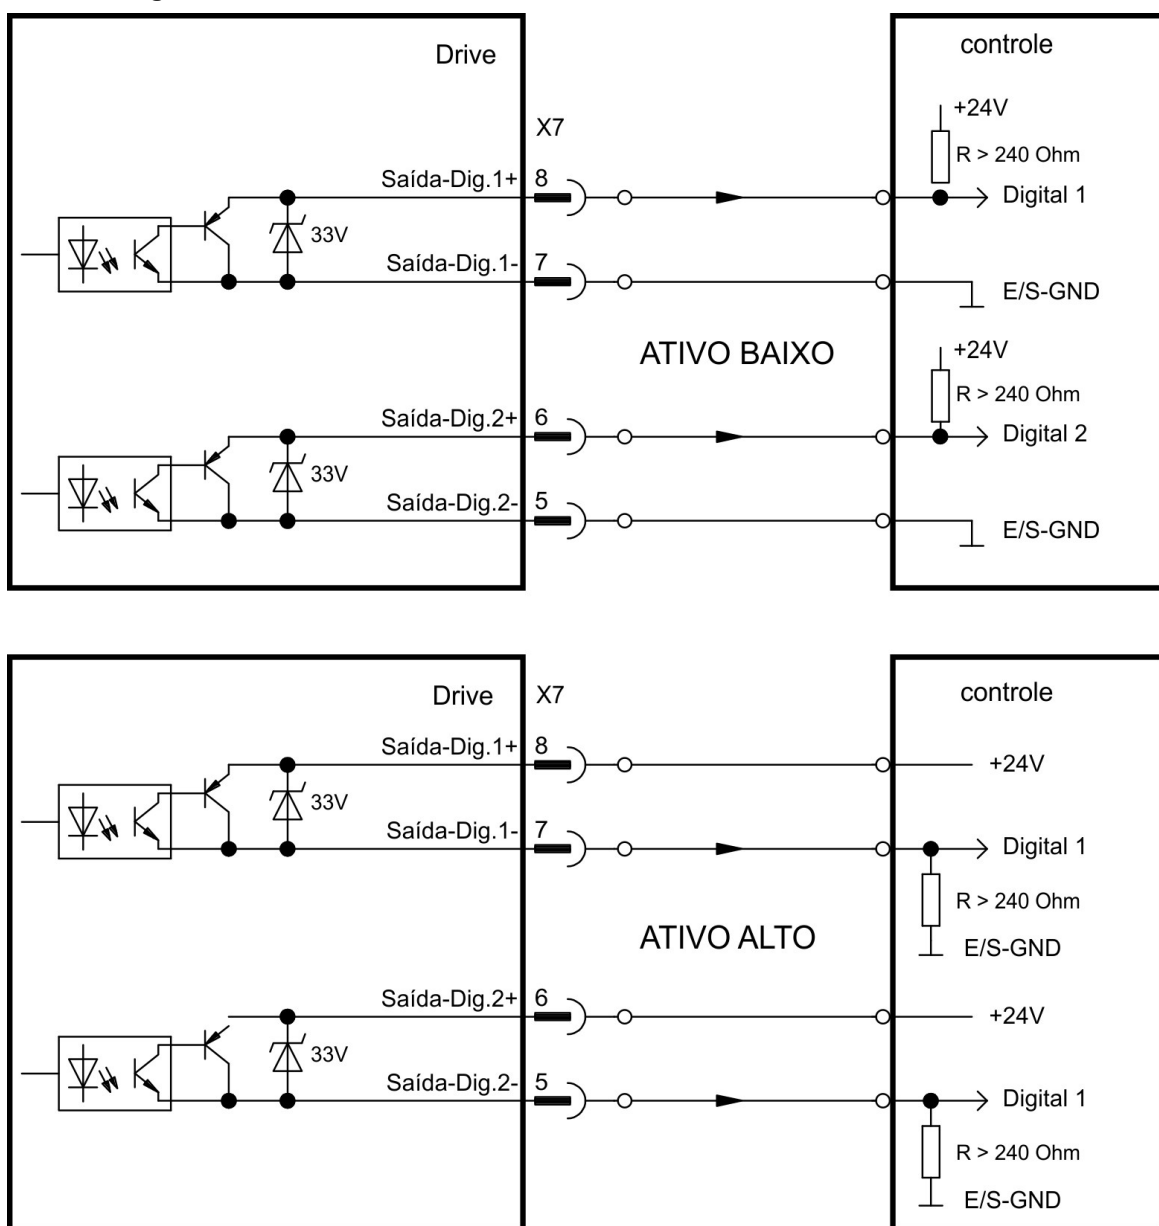 Drive
controle
+24V
X7
R > 240 Ohm
Saída-Dig.1+ 8
Digital 1
33V
Saída-Dig.1- 7
E/S-GND
ATIVO BAIXO
+24V
R > 240 Ohm
Saída-Dig.2+ 6
Digital 2
33V
Saída-Dig.2- 5
E/S-GND
Drive
X7
controle
Saída-Dig.1+ 8
+24V
33V
Saída-Dig.1- 7
Digital 1
R > 240 Ohm
ATIVO ALTO
E/S-GND
Saída-Dig.2+ 6
+24V
33V
Saída-Dig.2- 5
Digital 1
R > 240 Ohm
E/S-GND